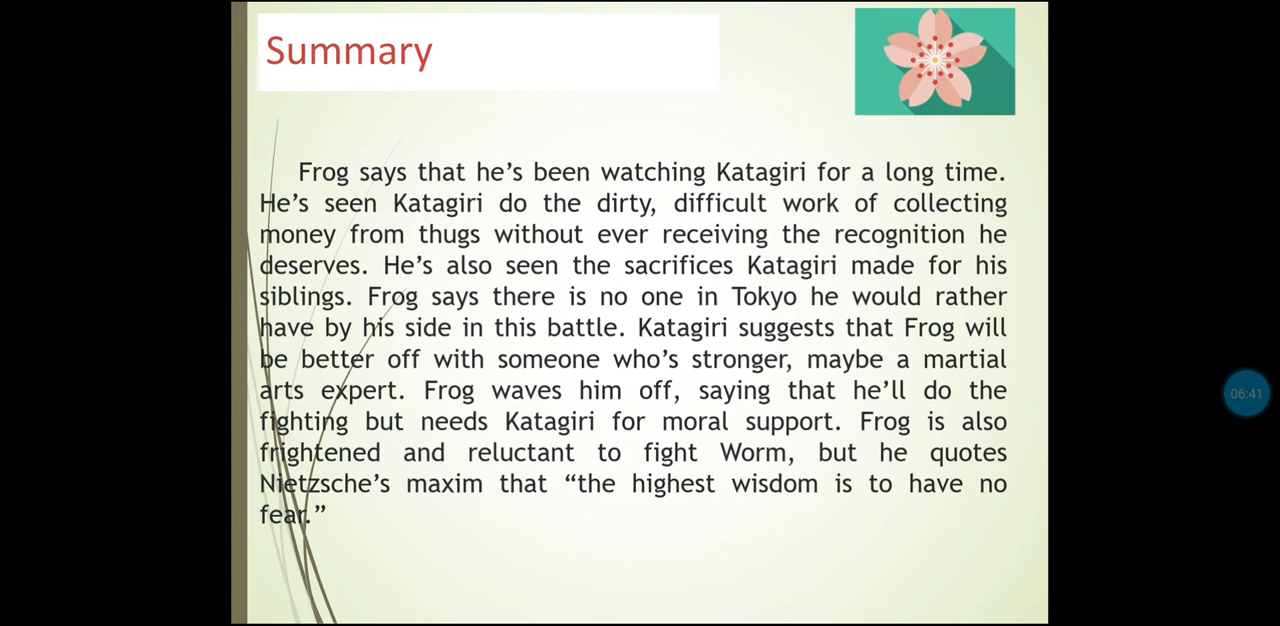 Summary
Frog says that he's been watching Katagiri for a long time.
He's seen Katagiri do the dirty, difficult work of collecting
money from thugs without ever receiving the recognition he
deserves. He's also seen the sacrifices Katagiri made for his
siblings. Frog says there is no one in Tokyo he would rather
have by his side in this battle. Katagiri suggests that Frog will
be better off with someone who's stronger, maybe a martial
arts expert. Frog waves him off, saying that he'll do the
fighting but needs Katagiri for moral support. Frog is also
frightened and reluctant to fight Worm, but he quotes
Nietzsche's maxim that “the highest wisdom is to have no
fear.”
06:41